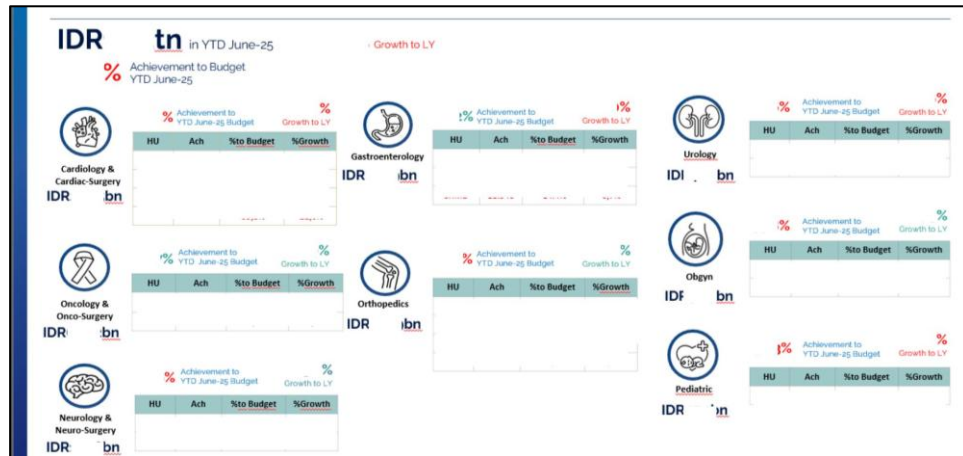 IDR tn in YTD June-25
Growth to LY
% Achievement to Budget
YTD June-25
Cardiology &
Cardiac-Surgery
IDR bn
% Achievement to
YTD June-25 Budget
%
Growth to LY
HU Ach %to Budget %Growth
Gastroenterology
IDR bn
% Achievement to
YTD June-25 Budget
%
Growth to LY
HU Ach %to Budget %Growth
Urology
bn
% Achievement to
YTD June-25 Budget
%
Growth to LY
HU Ach %to Budget %Growth
Oncology &
Onco-Surgery
IDR bn
% Achievement to
YTD June-25 Budget
%
Growth to LY
HU Ach %to Budget %Growth
Orthopedics
IDR bn
% Achievement to
YTD June-25 Budget
%
Growth to LY
HU Ach %to Budget %Growth
Obgyn
bn
% Achievement to
YTD June-25 Budget
%
Growth to LY
HU Ach %to Budget %Growth
Neurology &
Neuro-Surgery
IDR bn
% Achievement to
YTD June-25 Budget
%
Growth to LY
HU Ach %to Budget %Growth
Pediatric
IDR bn
% Achievement to
YTD June-25 Budget
%
Growth to LY
HU Ach %to Budget %Growth